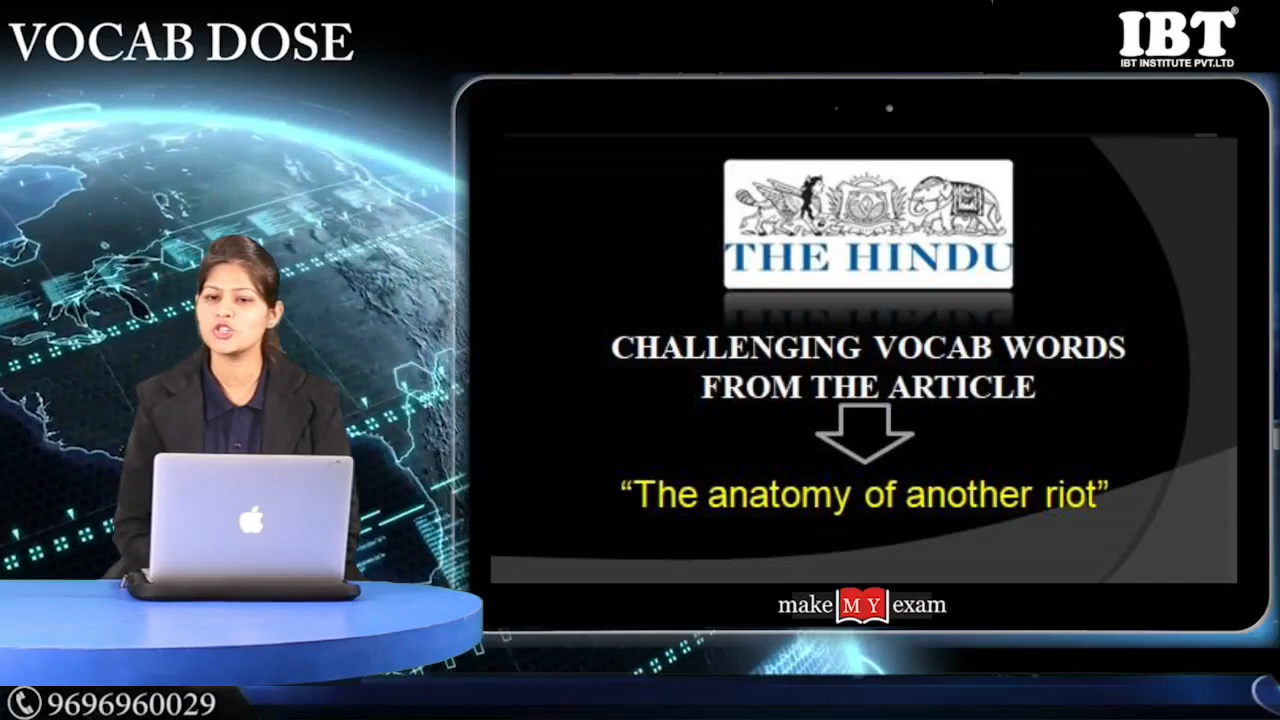 VOCAB DOSE
IBT®
IBT INSTITUTE PVT.LTD
THE HINDU
CHALLENGING VOCAB WORDS
FROM THE ARTICLE
“The anatomy of another riot”
make MY exam
9696960029